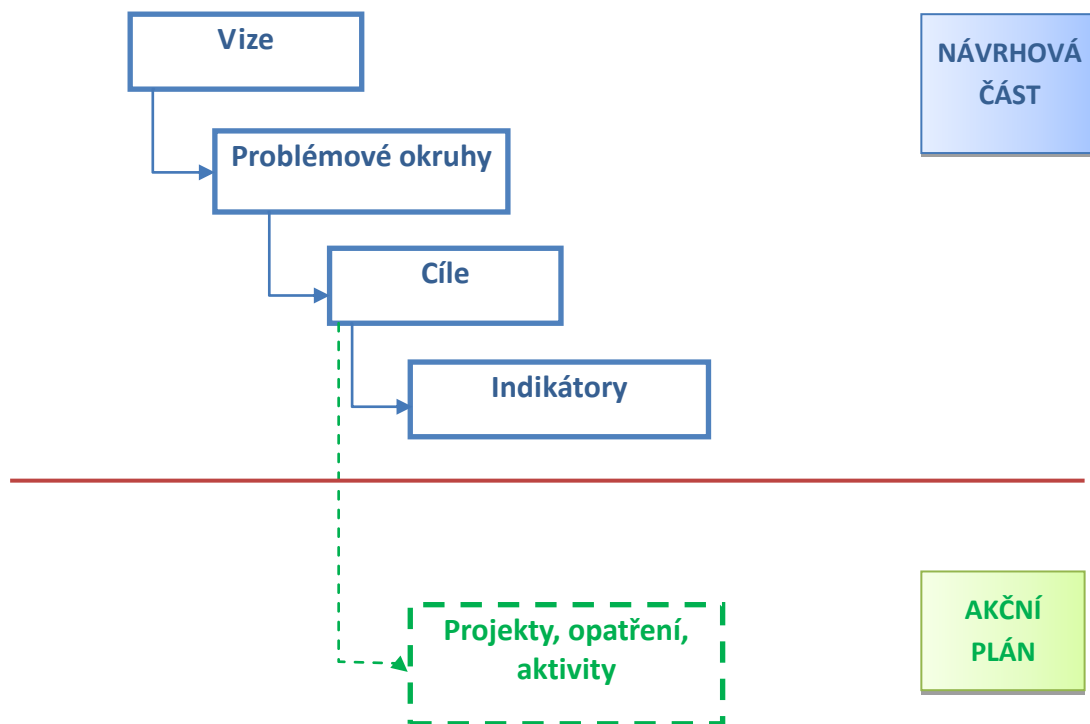 Vize
NÁVRHOVÁ
ČÁST
Problémové okruhy
Cíle
Indikátory
AKČNÍ
PLÁN
Projekty, opatření,
aktivity